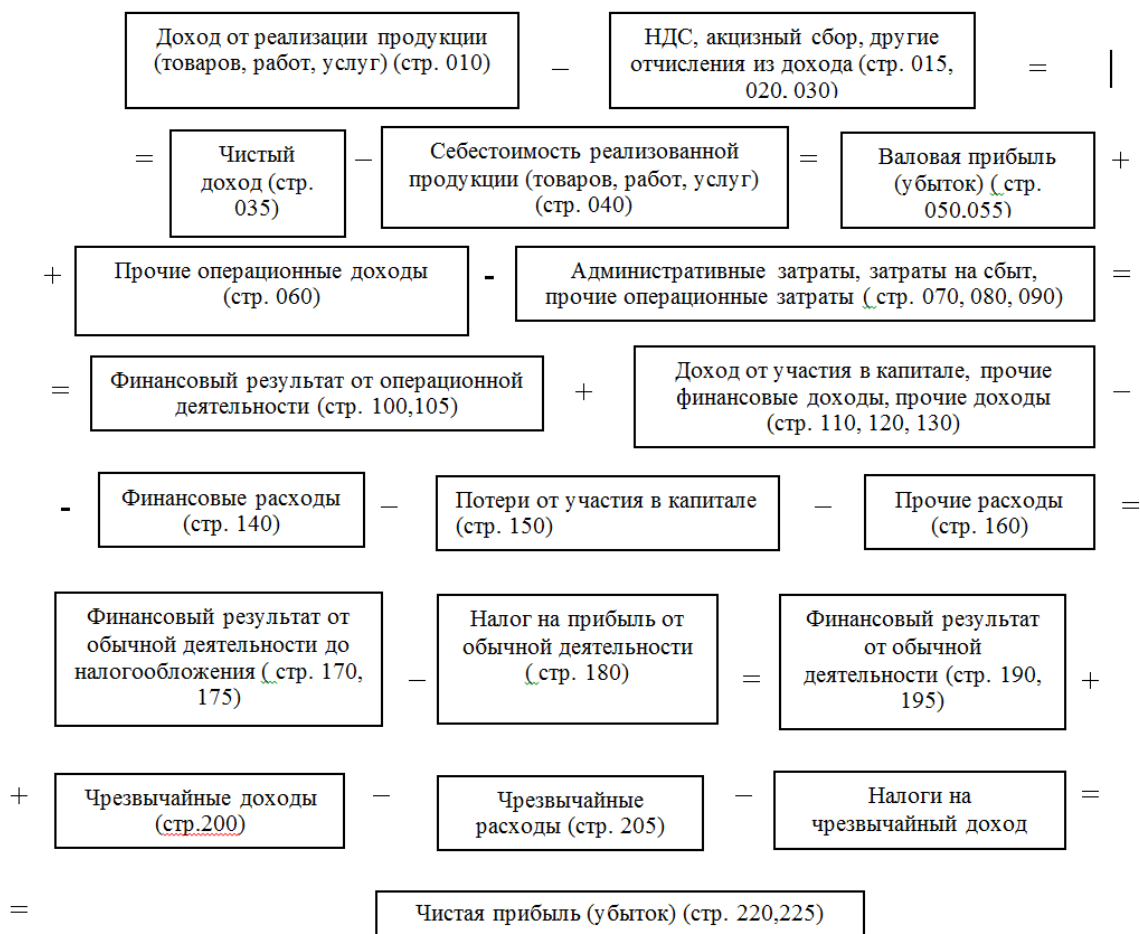 Доход от реализации продукции
(товаров, работ, услуг) (стр. 010)
–
НДС, акцизный сбор, другие
отчисления из дохода (стр. 015,
020, 030)
=
=
Чистый
доход (стр.
035)
–
Себестоимость реализованной
продукции (товаров, работ, услуг)
(стр. 040)
=
Валовая прибыль
(убыток) ( стр.
050,055)
+
+
Прочие операционные доходы
(стр. 060)
-
Административные затраты, затраты на сбыт,
прочие операционные затраты ( стр. 070, 080, 090)
=
=
Финансовый результат от операционной
деятельности (стр. 100,105)
+
Доход от участия в капитале, прочие
финансовые доходы, прочие доходы
(стр. 110, 120, 130)
–
-
Финансовые расходы
(стр. 140)
–
Потери от участия в капитале
(стр. 150)
–
Прочие расходы
(стр. 160)
=
Финансовый результат от
обычной деятельности до
налогообложения ( стр. 170,
175)
–
Налог на прибыль от
обычной деятельности
( стр. 180)
=
Финансовый результат
от обычной
деятельности (стр. 190,
195)
+
+
Чрезвычайные доходы
(стр.200)
–
Чрезвычайные
расходы (стр. 205)
–
Налоги на
чрезвычайный доход
=
=
Чистая прибыль (убыток) (стр. 220,225)